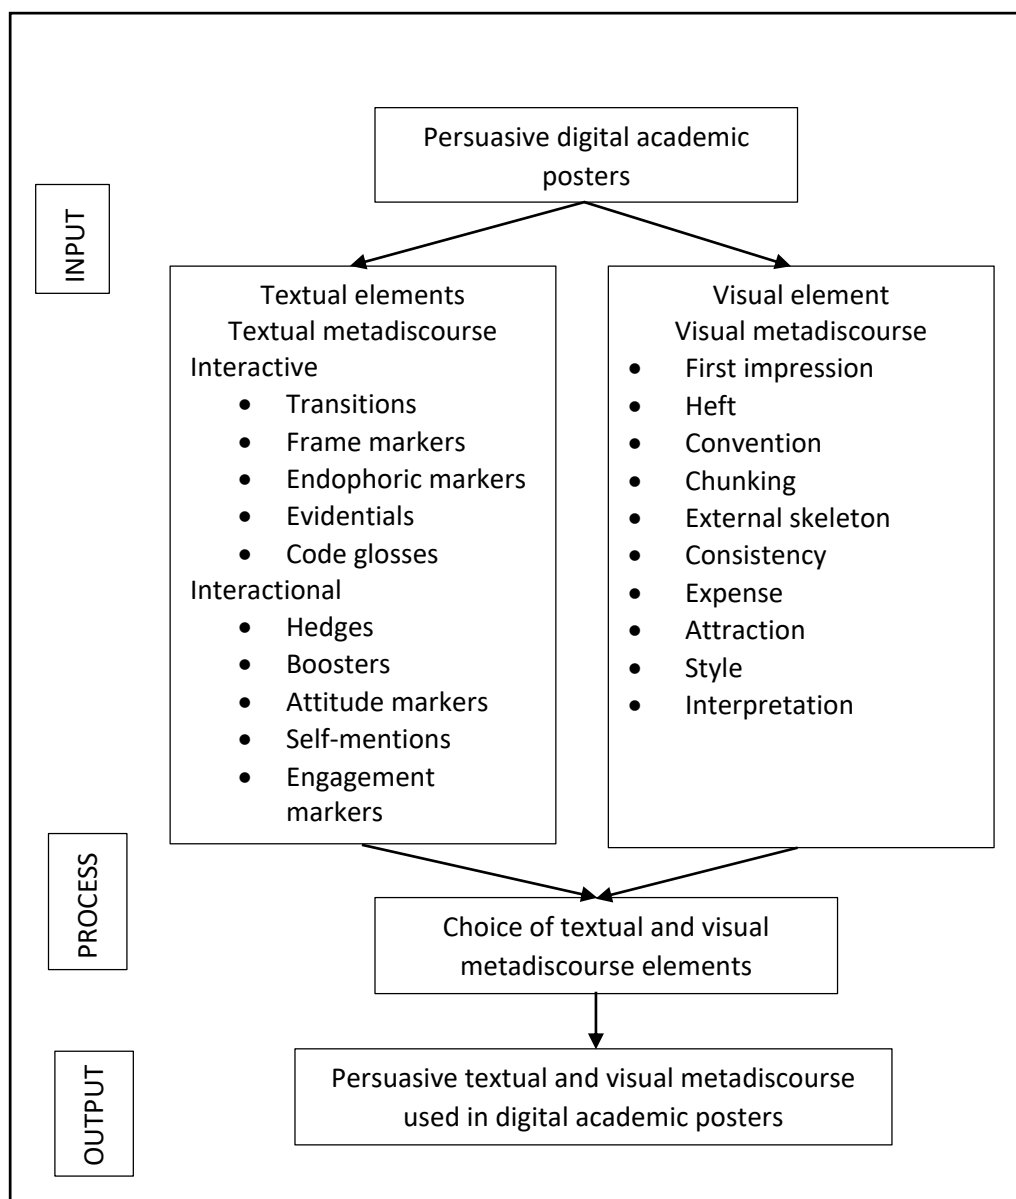 Persuasive digital academic
posters
INPUT
Textual elements
Textual metadiscourse
Interactive
• Transitions
• Frame markers
• Endophoric markers
• Evidentials
• Code glosses
Interactional
• Hedges
• Boosters
• Attitude markers
• Self-mentions
• Engagement
markers
Visual element
Visual metadiscourse
• First impression
• Heft
• Convention
• Chunking
• External skeleton
• Consistency
• Expense
• Attraction
• Style
• Interpretation
PROCESS
Choice of textual and visual
metadiscourse elements
OUTPUT
Persuasive textual and visual metadiscourse
used in digital academic posters